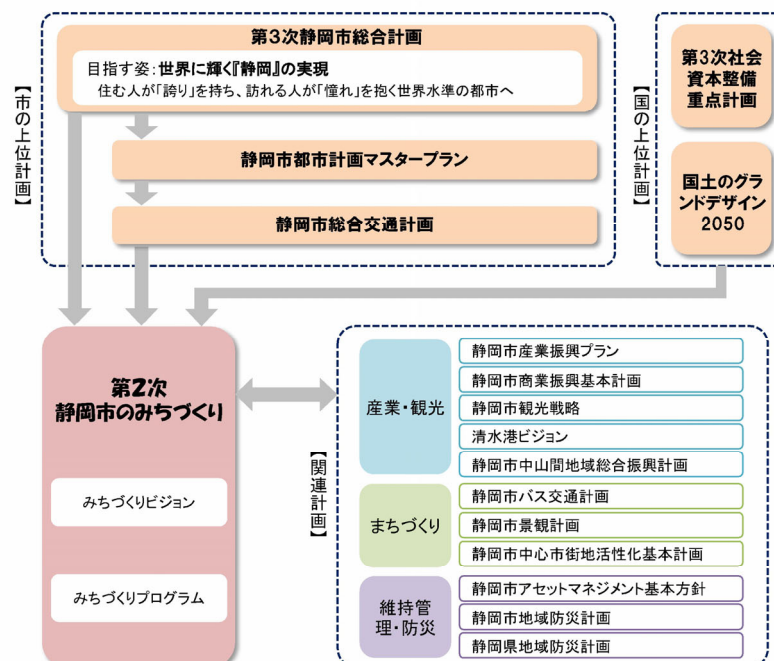 第3次静岡市総合計画
目指す姿:世界に輝く『静岡』の実現
住む人が「誇り」を持ち、訪れる人が「憧れ」を抱く世界水準の都市へ
静岡市都市計画マスタープラン
静岡市総合交通計画
【市の上位計画】
【国の上位計画】
第3次社会
資本整備
重点計画
国土のグラ
ンドデザイン
2050
第2次
静岡市のみちづくり
みちづくりビジョン
みちづくりプログラム
【関連計画】
産業・観光
静岡市産業振興プラン
静岡市商業振興基本計画
静岡市観光戦略
清水港ビジョン
静岡市中山間地域総合振興計画
まちづくり
静岡市バス交通計画
静岡市景観計画
静岡市中心市街地活性化基本計画
維持管
理・防災
静岡市アセットマネジメント基本方針
静岡市地域防災計画
静岡県地域防災計画